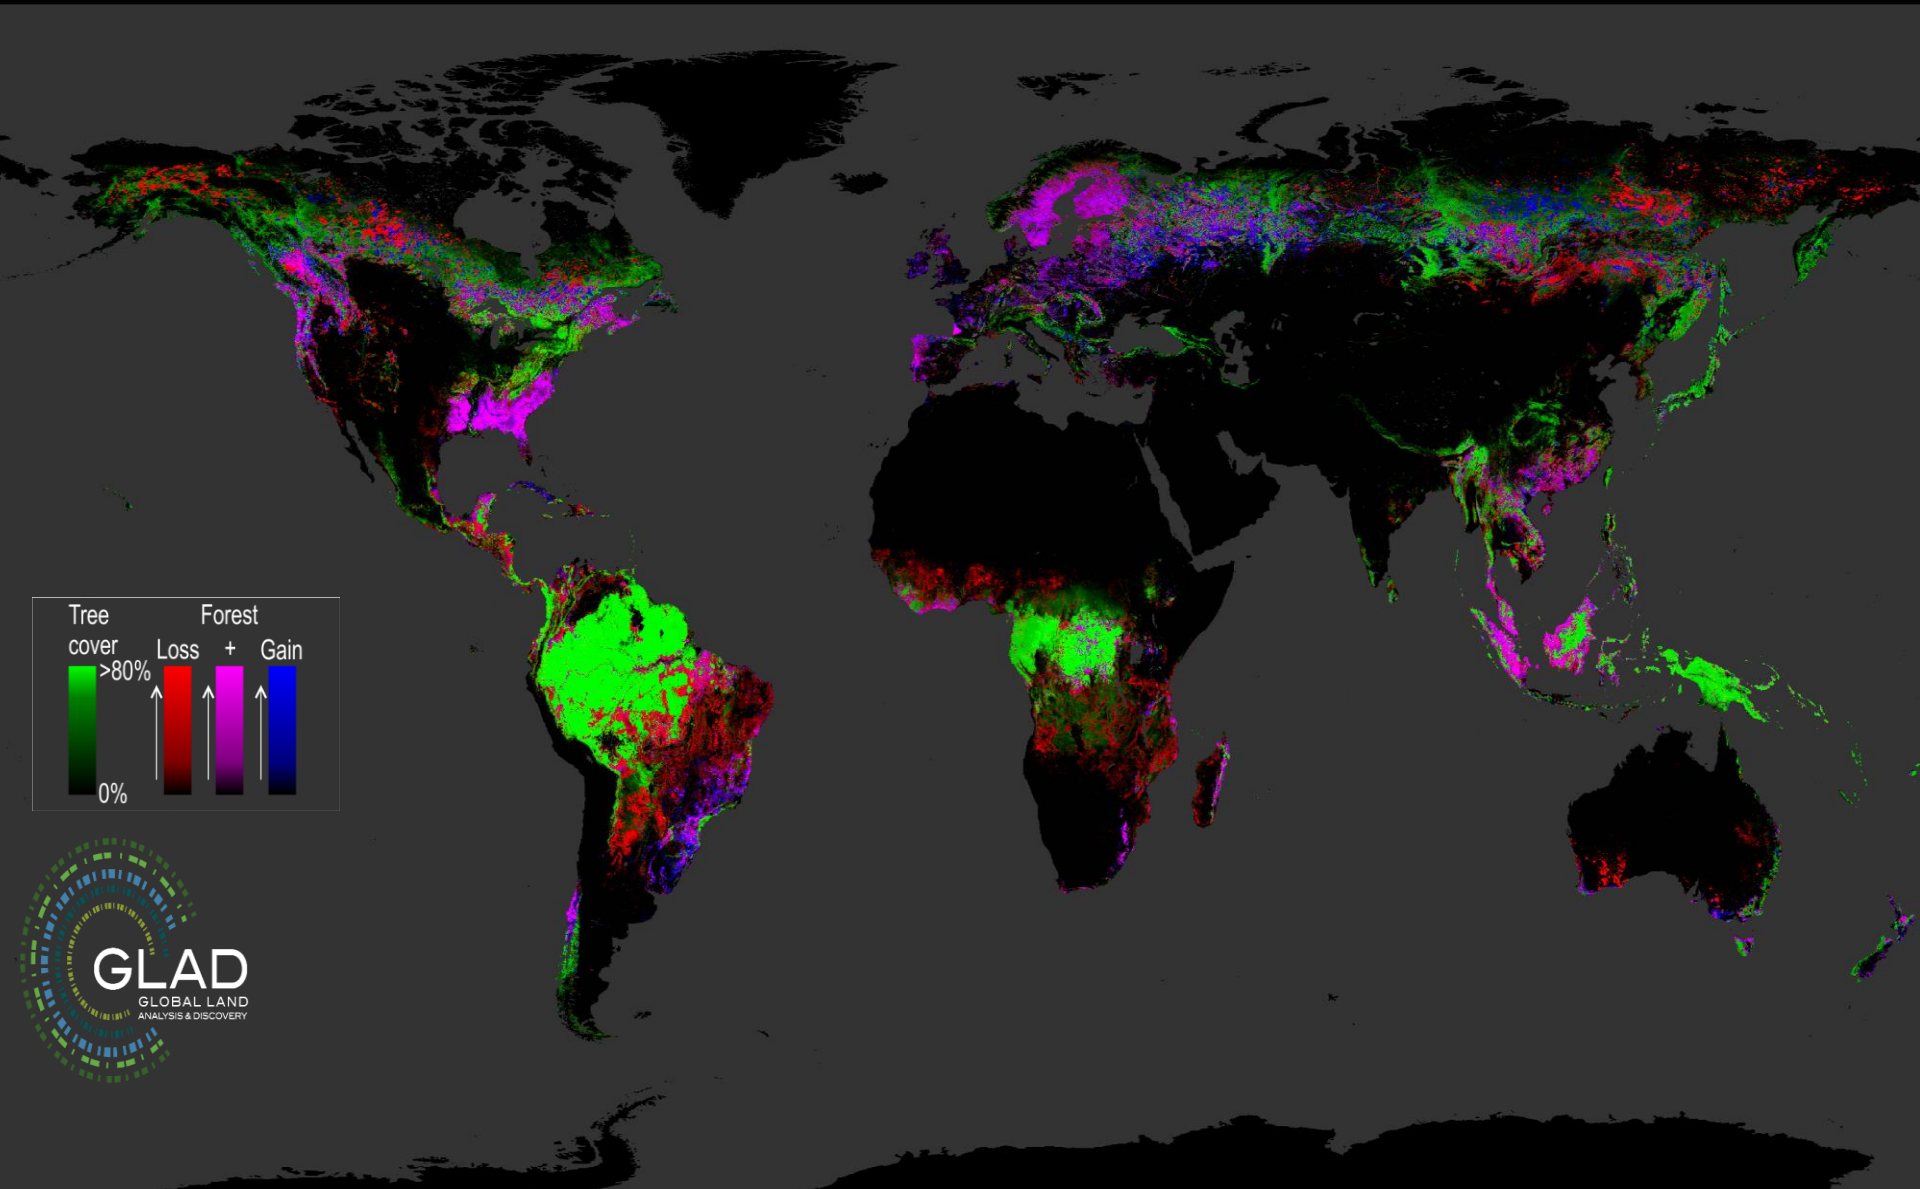 Tree Forest
cover Loss + Gain
>80%
0%
GLAD
GLOBAL LAND
ANALYSIS & DISCOVERY